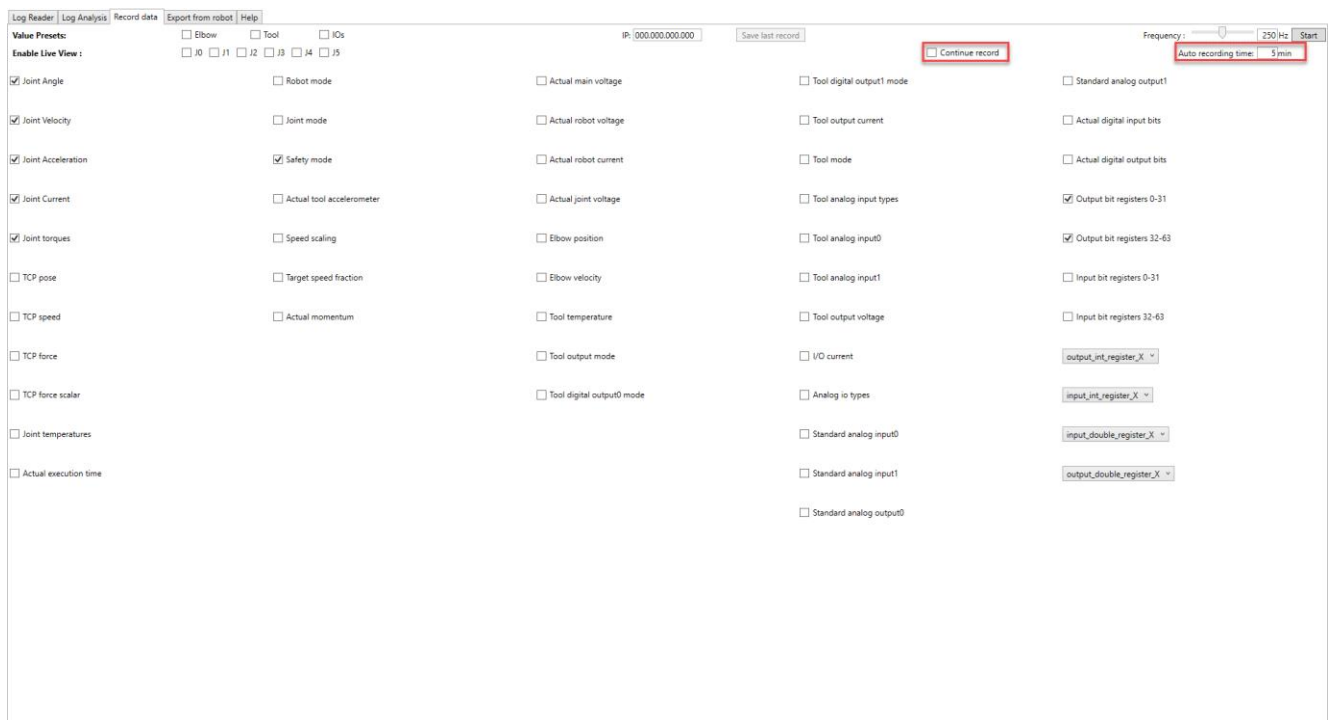 Log Reader Log Analysis Record data Export from robot Help
Value Presets: Elbow Tool IOs IP: 000.000.000.000 Save last record Frequency : 250 Hz Start
Enable Live View : J0 J1 J2 J3 J4 J5 Continue record Auto recording time: 5 min
Joint Angle Robot mode Actual main voltage Tool digital output1 mode Standard analog output1
Joint Velocity Joint mode Actual robot voltage Tool output current Actual digital input bits
Joint Acceleration Safety mode Actual robot current Tool mode Actual digital output bits
Joint Current Actual tool accelerometer Actual joint voltage Tool analog input types Output bit registers 0-31
Joint torques Speed scaling Elbow position Tool analog input0 Output bit registers 32-63
TCP pose Target speed fraction Elbow velocity Tool analog input1 Input bit registers 0-31
TCP speed Actual momentum Tool temperature Tool output voltage Input bit registers 32-63
TCP force Tool output mode I/O current output_int_register_X
TCP force scalar Tool digital output0 mode Analog io types input_int_register_X
Joint temperatures Standard analog input0 input_double_register_X
Actual execution time Standard analog input1 output_double_register_X
Standard analog output0